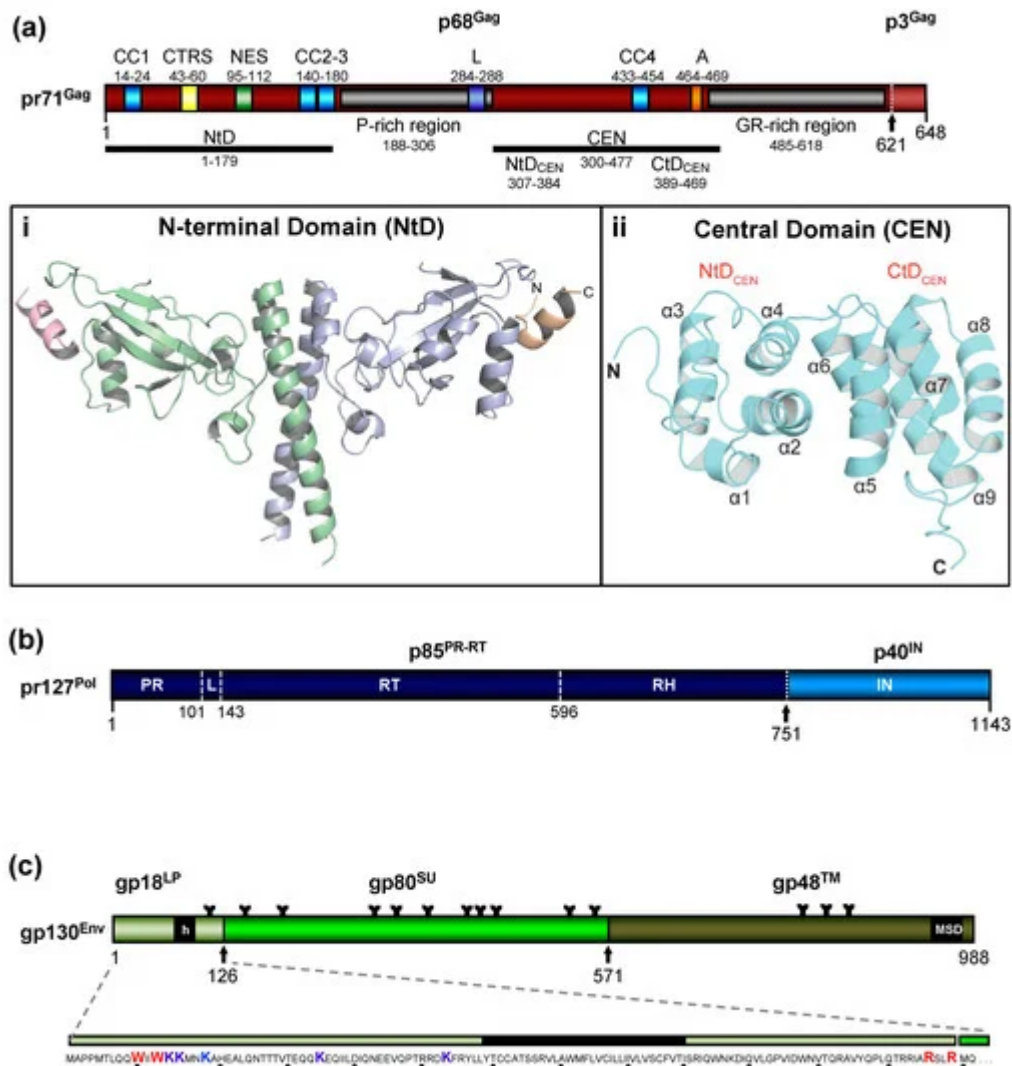 (a)
p68Gag p3Gag
CC1 CTRS NES CC2-3 L CC4 A
14-24 43-60 95-112 140-180 284-288 433-454 464-469
pr71Gag
1 P-rich region GR-rich region 621 648
188-306 485-618
NtD CEN
1-179 300-477
NtDCEN CtDCEN
307-384 389-469
i N-terminal Domain (NtD)
N C
ii Central Domain (CEN)
NtDCEN CtDCEN
α3 α4 α8
N α6 α7
α2
α1 α5 α9
C
(b)
p85PR-RT p40IN
pr127Pol PR L RT RH IN
1 101 143 596 751 1143
(c)
gp18LP gp80SU gp48TM
gp130Env h MSD
1 126 571 988